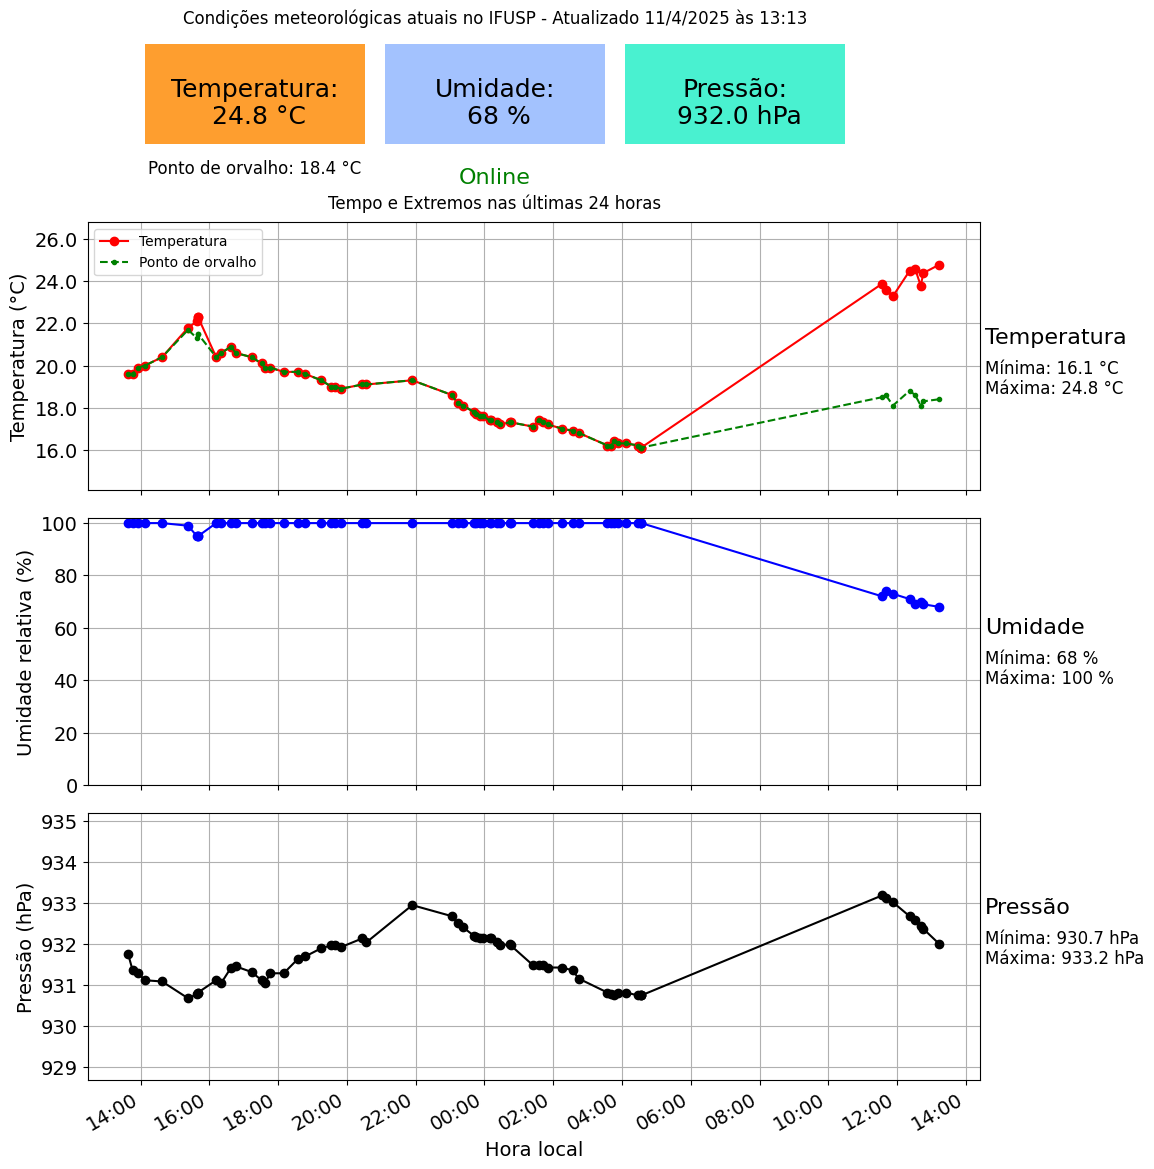 Condições meteorológicas atuais no IFUSP - Atualizado 11/4/2025 às 13:13
Temperatura:
24.8 °C
Umidade:
68 %
Pressão:
932.0 hPa
Ponto de orvalho: 18.4 °C
Online
Tempo e Extremos nas últimas 24 horas
Temperatura (°C)
26.0
24.0
22.0
20.0
18.0
16.0
Temperatura
Ponto de orvalho
Temperatura
Mínima: 16.1 °C
Máxima: 24.8 °C
Umidade relativa (%)
100
80
60
40
20
0
Umidade
Mínima: 68 %
Máxima: 100 %
Pressão (hPa)
935
934
933
932
931
930
929
Pressão
Mínima: 930.7 hPa
Máxima: 933.2 hPa
14:00 16:00 18:00 20:00 22:00 00:00 02:00 04:00 06:00 08:00 10:00 12:00 14:00
Hora local